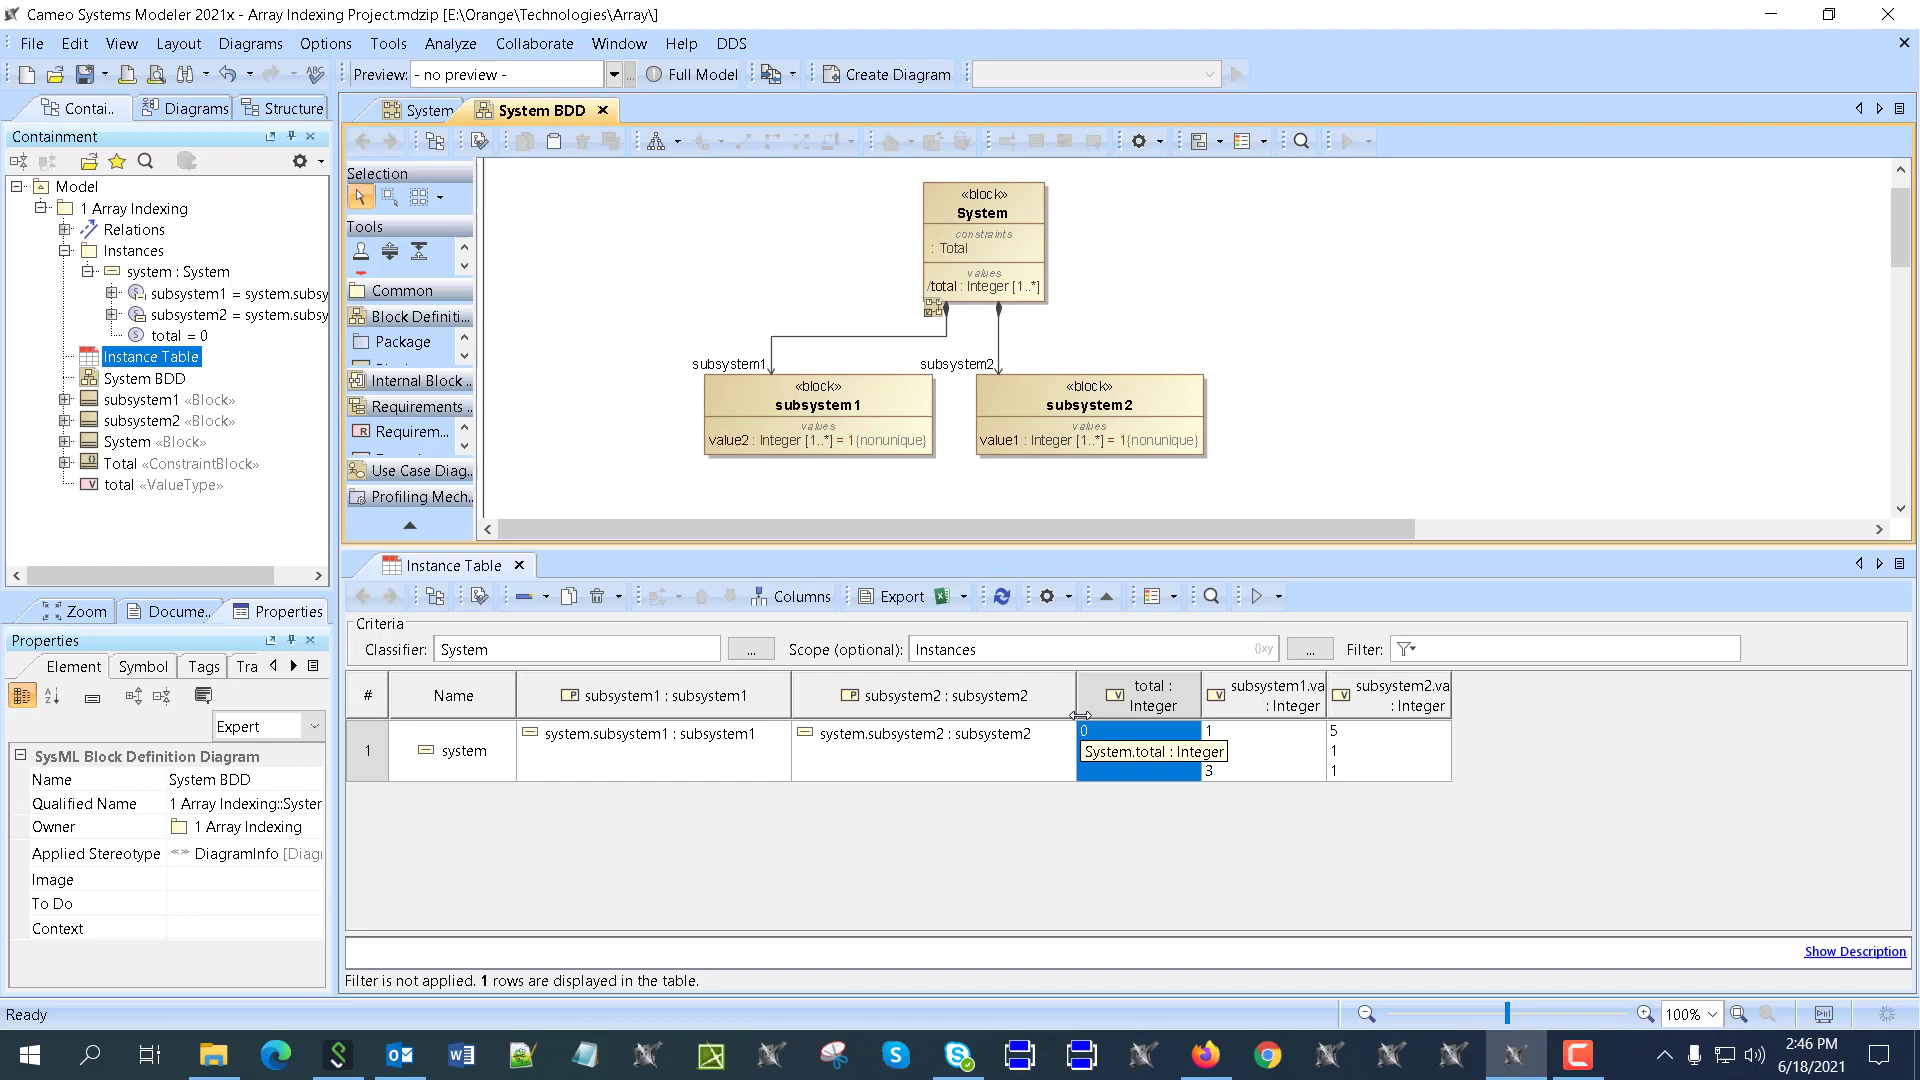 Cameo Systems Modeler 2021x - Array Indexing Project.mdzip [E:\Orange\Technologies\Array\]
File Edit View Layout Diagrams Options Tools Analyze Collaborate Window Help DDS
Preview: - no preview - ... Full Model Create Diagram
Contai.. Diagrams Structure
Containment
Model
1 Array Indexing
Relations
Instances
system : System
subsystem1 = system.subsy
subsystem2 = system.subsy
total = 0
Instance Table
System BDD
subsystem1 «Block»
subsystem2 «Block»
System «Block»
Total «ConstraintBlock»
total «ValueType»
System System BDD
Selection
Tools
Common
Block Definiti...
Package
Internal Block ..
Requirements ..
Requirem...
Use Case Diag..
Profiling Mech..
«block»
System
constraints
: Total
values
/total : Integer [1..*]
subsystem1 subsystem2
«block»
subsystem1
values
value2 : Integer [1..*] = 1{nonunique}
«block»
subsystem2
values
value1 : Integer [1..*] = 1{nonunique}
Zoom Docume.. Properties
Properties
Element Symbol Tags Tra
Expert
SysML Block Definition Diagram
Name System BDD
Qualified Name 1 Array Indexing::Syster
Owner 1 Array Indexing
Applied Stereotype «» DiagramInfo [Diagr
Image
To Do
Context
Instance Table
Columns Export
Criteria
Classifier: System ... Scope (optional): Instances {}xy ... Filter:
# Name subsystem1 : subsystem1 subsystem2 : subsystem2 total : Integer subsystem1.va : Integer subsystem2.va : Integer
1 system system.subsystem1 : subsystem1 system.subsystem2 : subsystem2 0 1 5
System.total : Integer 1
3 1
Show Description
Filter is not applied. 1 rows are displayed in the table.
Ready 100%
2:46 PM
6/18/2021